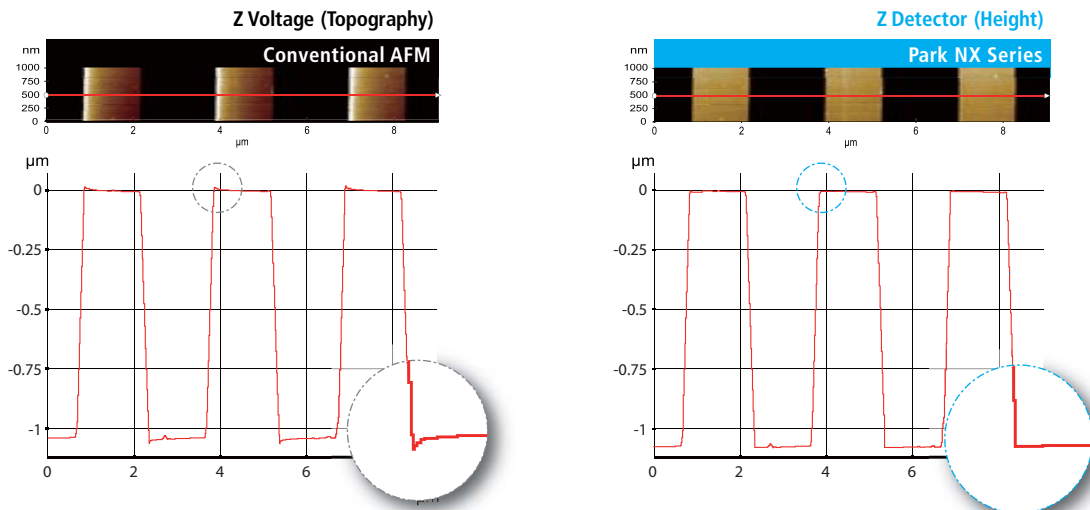 Z Voltage (Topography)
Conventional AFM
nm
1000
750
500
250
0
0 2 4 6 8
µm
µm
0
-0.25
-0.5
-0.75
-1
0 2 4 6
Z Detector (Height)
Park NX Series
nm
1000
750
500
250
0
0 2 4 6 8
µm
µm
0
-0.25
-0.5
-0.75
-1
0 2 4 6